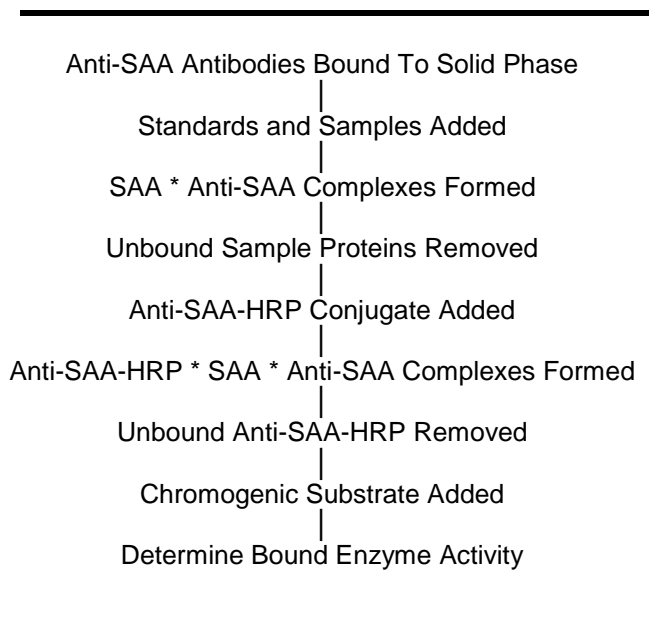 Anti-SAA Antibodies Bound To Solid Phase
Standards and Samples Added
SAA * Anti-SAA Complexes Formed
Unbound Sample Proteins Removed
Anti-SAA-HRP Conjugate Added
Anti-SAA-HRP * SAA * Anti-SAA Complexes Formed
Unbound Anti-SAA-HRP Removed
Chromogenic Substrate Added
Determine Bound Enzyme Activity